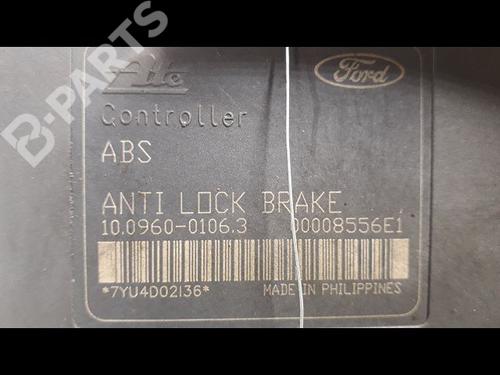 B-PARTS
Ate
Ford
Controller
ABS
ANTI LOCK BRAKE
10.0960-0106.3 00008556E1
*7YU4D02136*
MADE IN PHILIPPINES